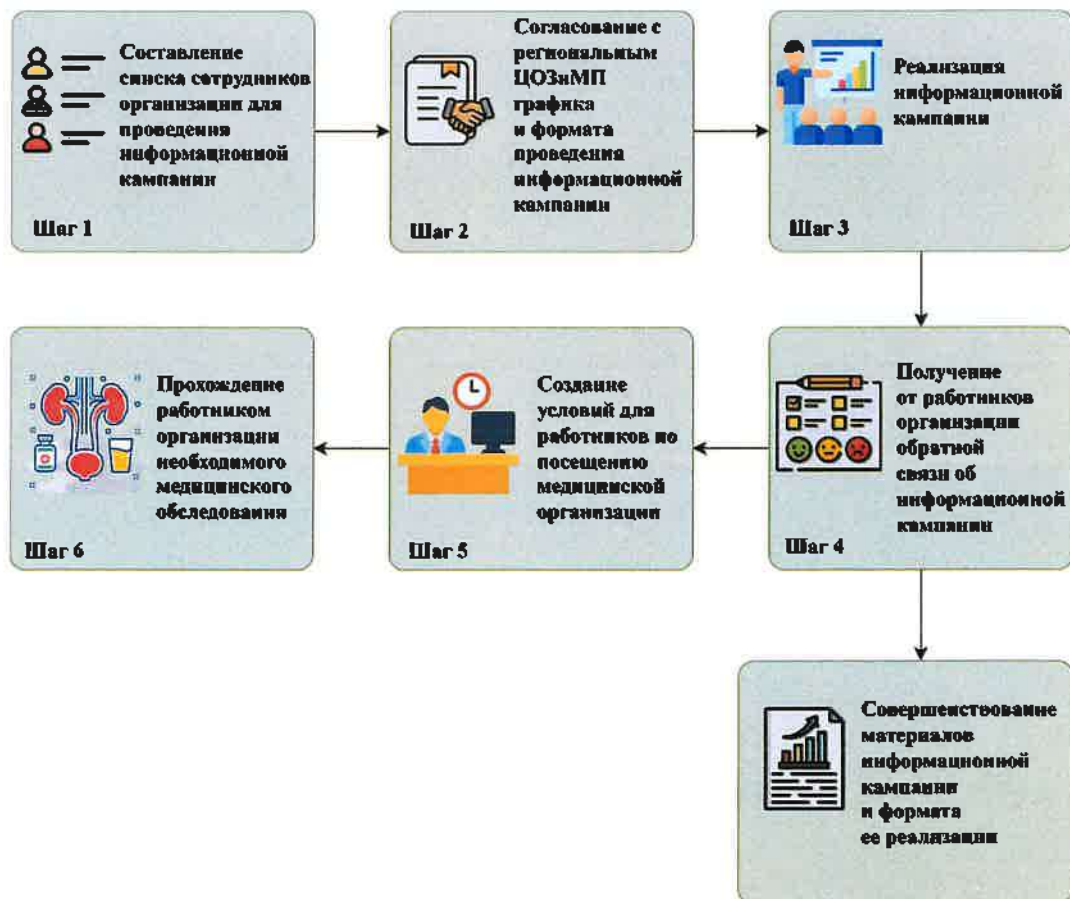 Составление
списка сотрудников
организации для
проведения
информационной
кампании
Шаг 1
Согласование с
региональным
ЦОЗиМП
графика
и формата
проведения
информационной
кампании
Шаг 2
Реализация
информационной
кампании
Шаг 3
Получение
от работников
организации
обратной
связи об
информационной
кампании
Шаг 4
Создание
условий для
работников по
посещению
медицинской
организации
Шаг 5
Прохождение
работником
организации
необходимого
медицинского
обследования
Шаг 6
Совершенствование
материалов
информационной
кампании
и формата
ее реализации